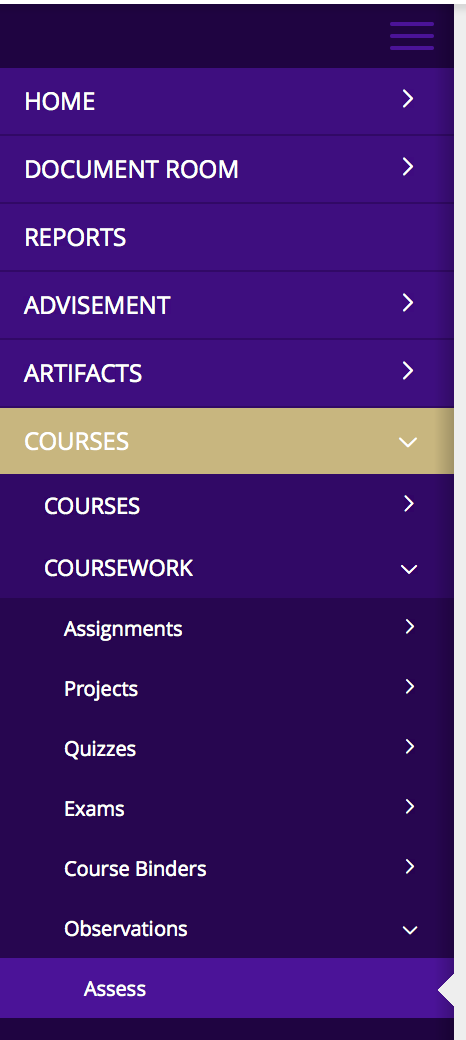 HOME
DOCUMENT ROOM
REPORTS
ADVISEMENT
ARTIFACTS
COURSES
COURSES
COURSEWORK
Assignments
Projects
Quizzes
Exams
Course Binders
Observations
Assess